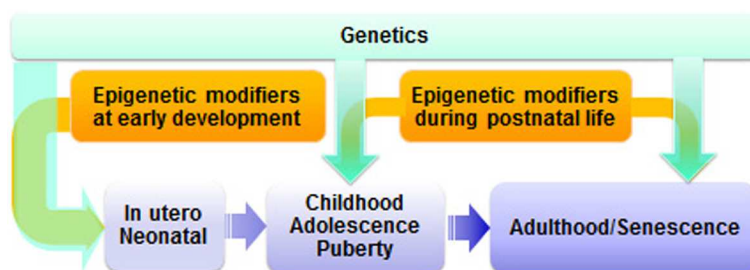 Genetics
Epigenetic modifiers
at early development
Epigenetic modifiers
during postnatal life
In utero
Neonatal
Childhood
Adolescence
Puberty
Adulthood/Senescence